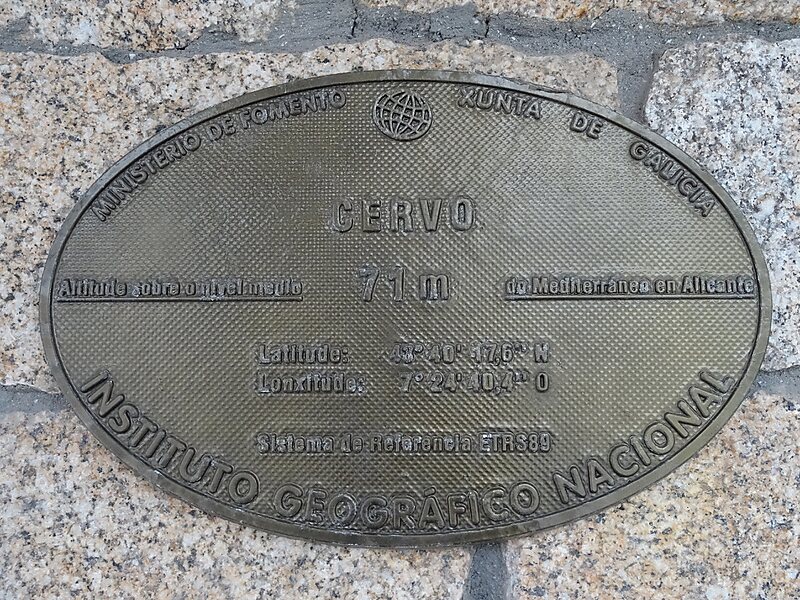 MINISTERIO DE FOMENTO
XUNTA DE GALICIA
CERVO
Altitude sobre o nivel medio 71 m do Mediterráneo en Alicante
Latitude: 43° 40' 17,6" N
Lonxitude: 7° 24' 40,4" O
Sistema de Referencia ETRS89
INSTITUTO GEOGRÁFICO NACIONAL